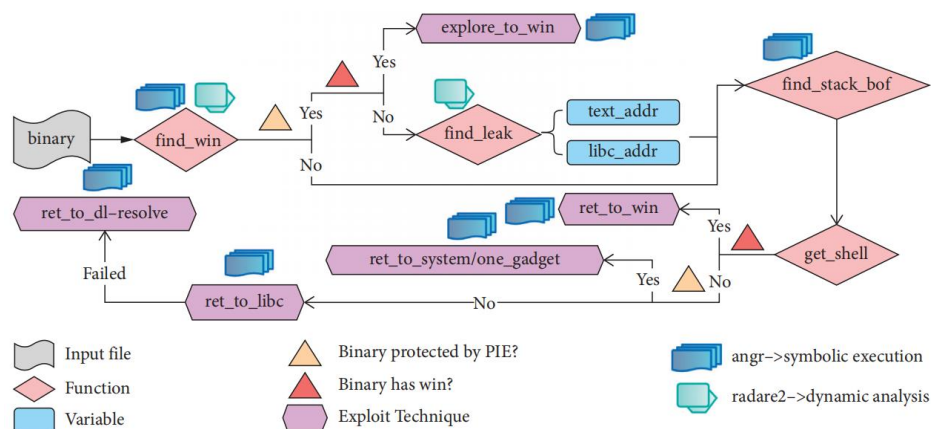 explore_to_win
Yes
binary
find_win
Yes
No
No
find_leak
text_addr
libc_addr
find_stack_bof
ret_to_dl–resolve
ret_to_win
Yes
get_shell
ret_to_system/one_gadget
Failed
Yes
No
ret_to_libc
No
Input file
Function
Variable
Binary protected by PIE?
Binary has win?
Exploit Technique
angr–>symbolic execution
radare2–>dynamic analysis